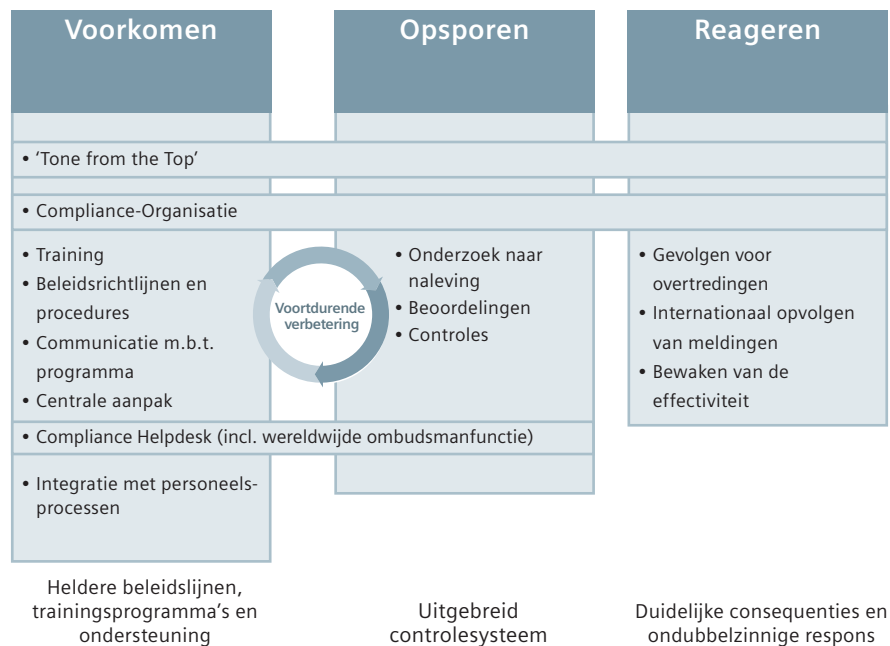 Voorkomen
Opsporen
Reageren
• 'Tone from the Top'
• Compliance-Organisatie
• Training
• Beleidsrichtlijnen en
procedures
• Communicatie m.b.t.
programma
• Centrale aanpak
Voortdurende
verbetering
• Onderzoek naar
naleving
• Beoordelingen
• Controles
• Gevolgen voor
overtredingen
• Internationaal opvolgen
van meldingen
• Bewaken van de
effectiviteit
• Compliance Helpdesk (incl. wereldwijde ombudsmanfunctie)
• Integratie met personeels-
processen
Heldere beleidslijnen,
trainingsprogramma's en
ondersteuning
Uitgebreid
controlesysteem
Duidelijke consequenties en
ondubbelzinnige respons